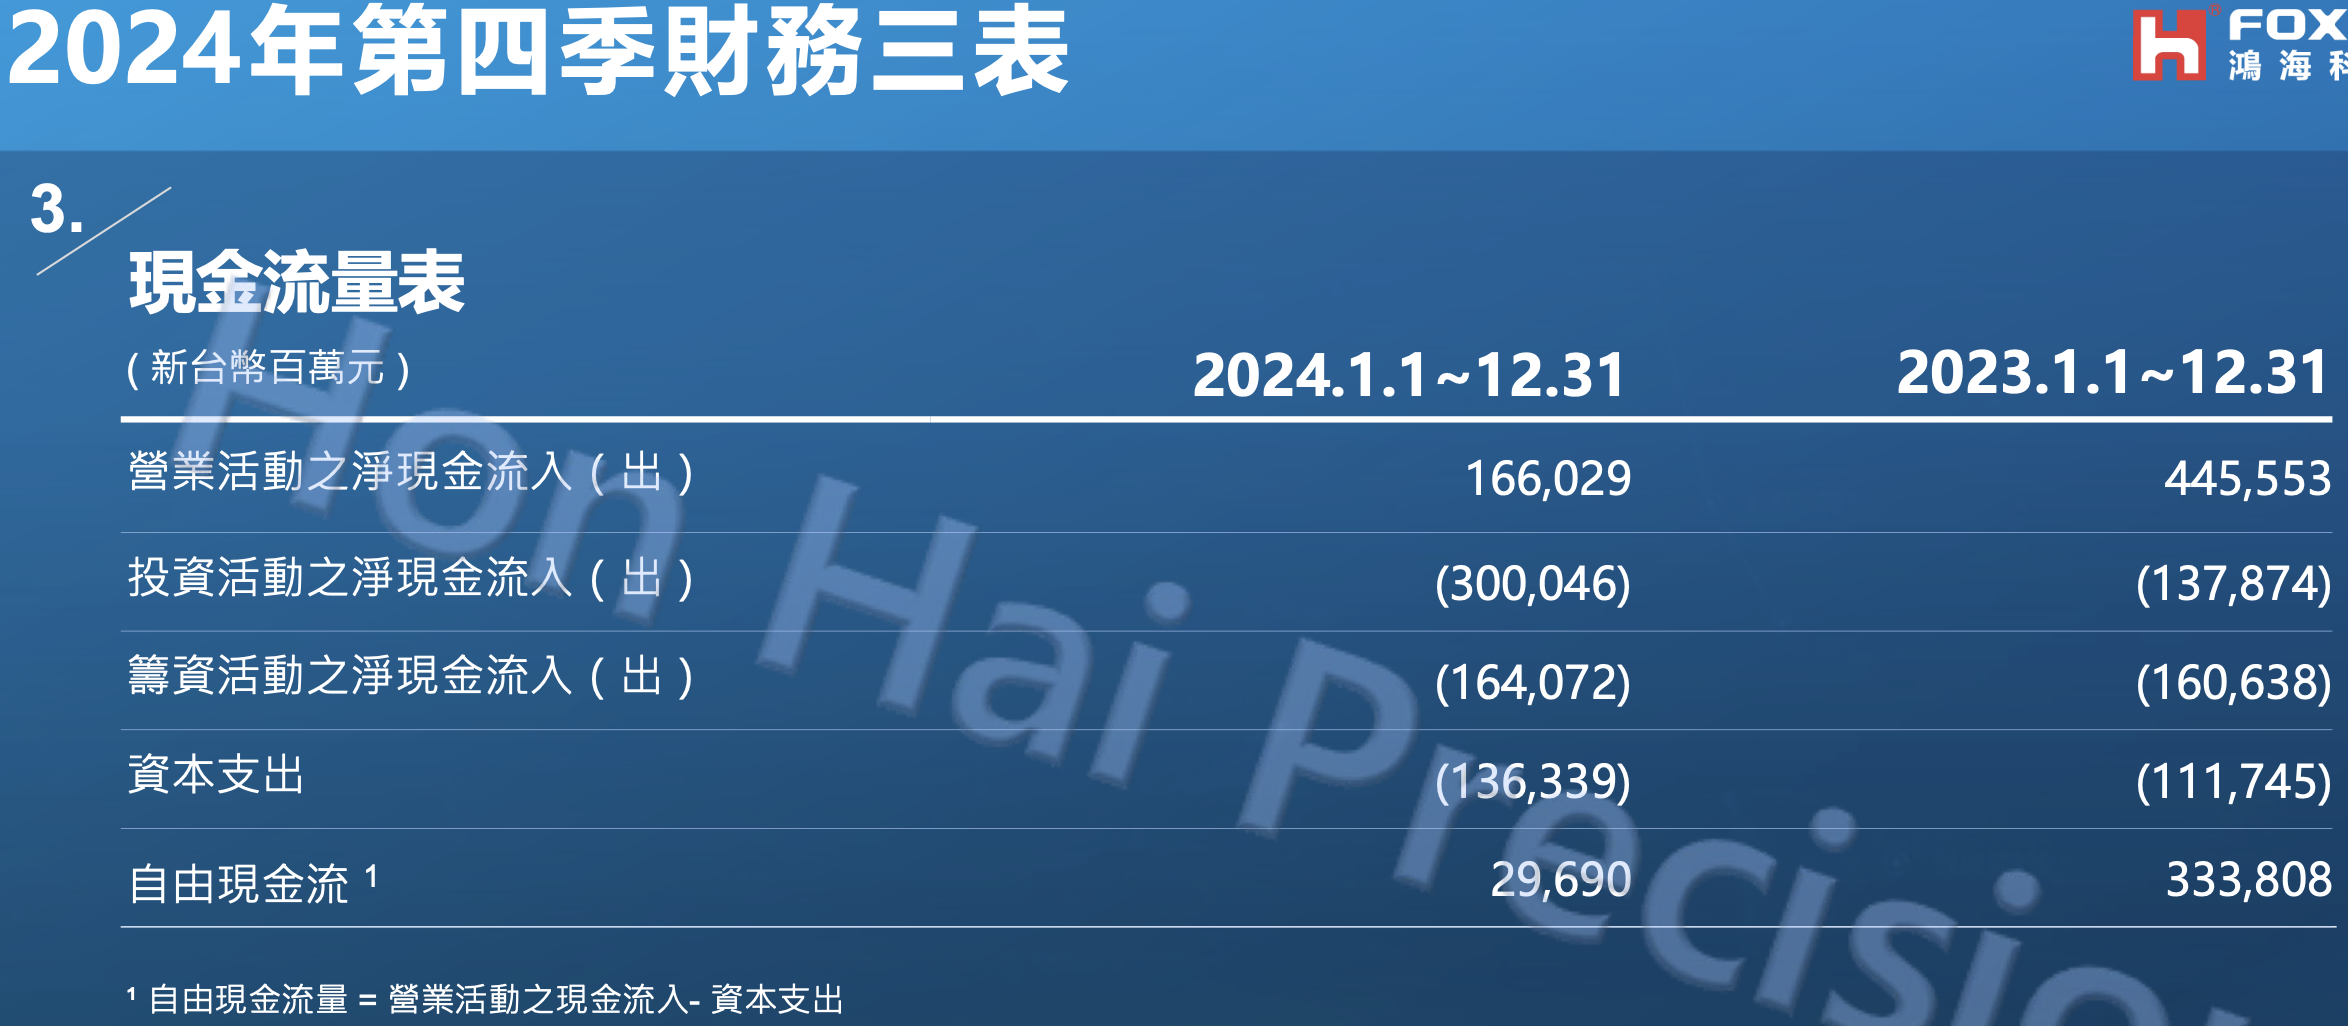 2024年第四季財務三表
FOX
鴻海科
3.
現金流量表
(新台幣百萬元) 2024.1.1~12.31 2023.1.1~12.31
營業活動之淨現金流入(出) 166,029 445,553
投資活動之淨現金流入(出) (300,046) (137,874)
籌資活動之淨現金流入(出) (164,072) (160,638)
資本支出 (136,339) (111,745)
自由現金流 1 29,690 333,808
1 自由現金流量 = 營業活動之現金流入- 資本支出
Hon Hai Precision